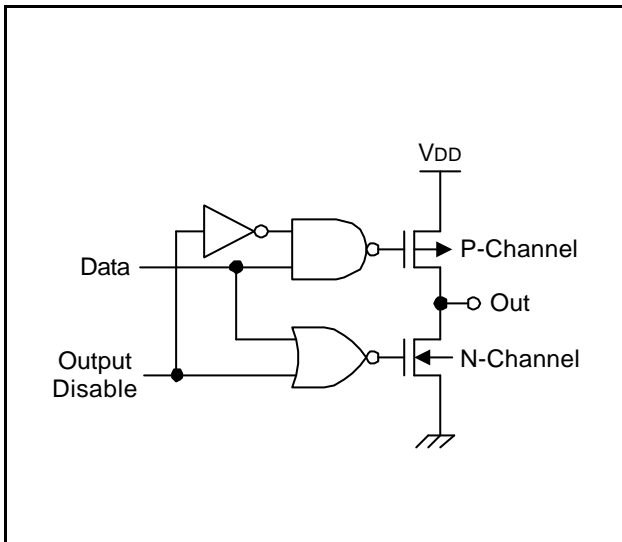 VDD
P-Channel
Data
Out
Output
Disable
N-Channel